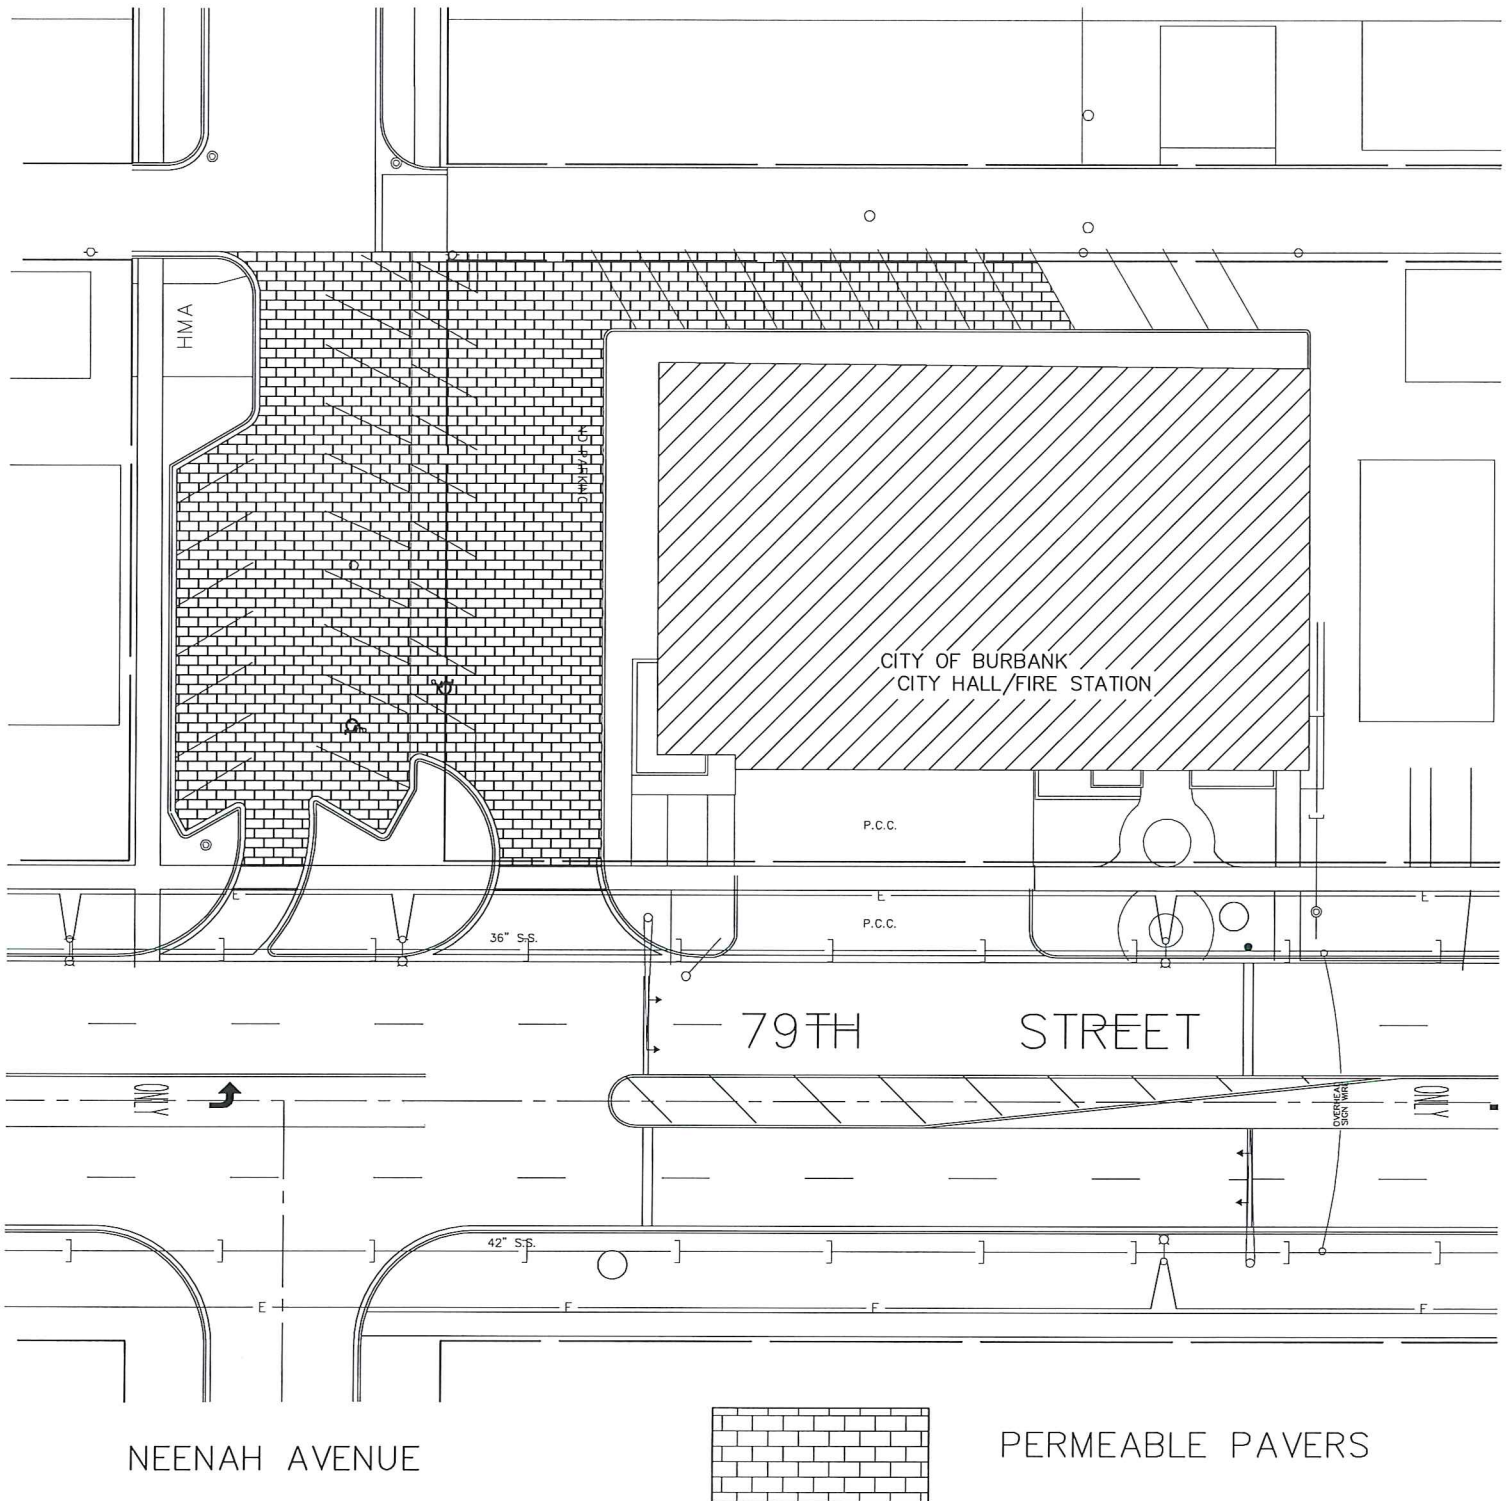 HMA
NO PARKING
CITY OF BURBANK
CITY HALL/FIRE STATION
P.C.C.
E
E
E
P.C.C.
36" S.S.
79TH STREET
ONLY
OVERHEAD
SIGN WIRE
ONLY
42" S.S.
E
E
E
E
NEENAH AVENUE
PERMEABLE PAVERS